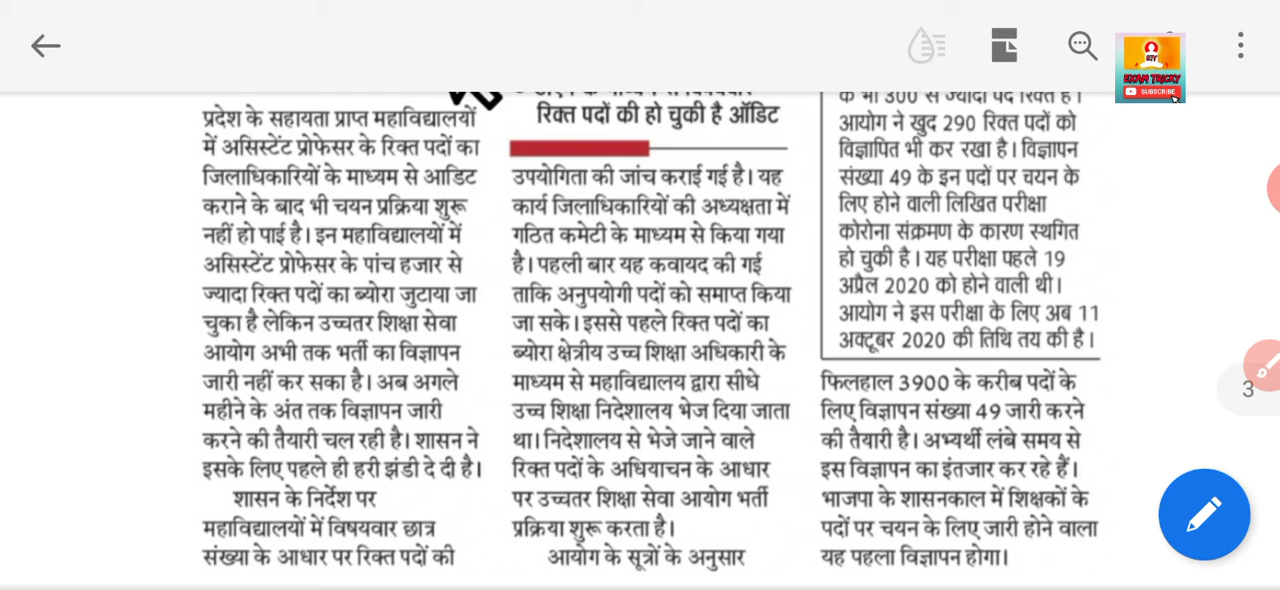 प्रदेश के सहायता प्राप्त महाविद्यालयों
में असिस्टेंट प्रोफेसर के रिक्त पदों का
जिलाधिकारियों के माध्यम से आडिट
कराने के बाद भी चयन प्रक्रिया शुरू
नहीं हो पाई है। इन महाविद्यालयों में
असिस्टेंट प्रोफेसर के पांच हजार से
ज्यादा रिक्त पदों का ब्योरा जुटाया जा
चुका है लेकिन उच्चतर शिक्षा सेवा
आयोग अभी तक भर्ती का विज्ञापन
जारी नहीं कर सका है। अब अगले
महीने के अंत तक विज्ञापन जारी
करने की तैयारी चल रही है। शासन ने
इसके लिए पहले ही हरी झंडी दे दी है।
शासन के निर्देश पर
महाविद्यालयों में विषयवार छात्र
संख्या के आधार पर रिक्त पदों की
रिक्त पदों की हो चुकी है ऑडिट
उपयोगिता की जांच कराई गई है। यह
कार्य जिलाधिकारियों की अध्यक्षता में
गठित कमेटी के माध्यम से किया गया
है। पहली बार यह कवायद की गई
ताकि अनुपयोगी पदों को समाप्त किया
जा सके। इससे पहले रिक्त पदों का
ब्योरा क्षेत्रीय उच्च शिक्षा अधिकारी के
माध्यम से महाविद्यालय द्वारा सीधे
उच्च शिक्षा निदेशालय भेज दिया जाता
था। निदेशालय से भेजे जाने वाले
रिक्त पदों के अधियाचन के आधार
पर उच्चतर शिक्षा सेवा आयोग भर्ती
प्रक्रिया शुरू करता है।
आयोग के सूत्रों के अनुसार
के भी 300 से ज्यादा पद रिक्त हैं।
आयोग ने खुद 290 रिक्त पदों को
विज्ञापित भी कर रखा है। विज्ञापन
संख्या 49 के इन पदों पर चयन के
लिए होने वाली लिखित परीक्षा
कोरोना संक्रमण के कारण स्थगित
हो चुकी है। यह परीक्षा पहले 19
अप्रैल 2020 को होने वाली थी।
आयोग ने इस परीक्षा के लिए अब 11
अक्टूबर 2020 की तिथि तय की है।
फिलहाल 3900 के करीब पदों के
लिए विज्ञापन संख्या 49 जारी करने
की तैयारी है। अभ्यर्थी लंबे समय से
इस विज्ञापन का इंतजार कर रहे हैं।
भाजपा के शासनकाल में शिक्षकों के
पदों पर चयन के लिए जारी होने वाला
यह पहला विज्ञापन होगा।
EXAM TRICKY
SUBSCRIBE
3